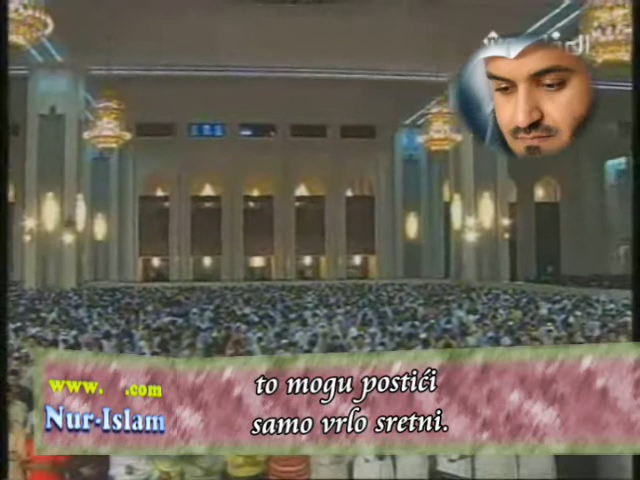 www. .com
Nur-Islam
to mogu postići
samo vrlo sretni.